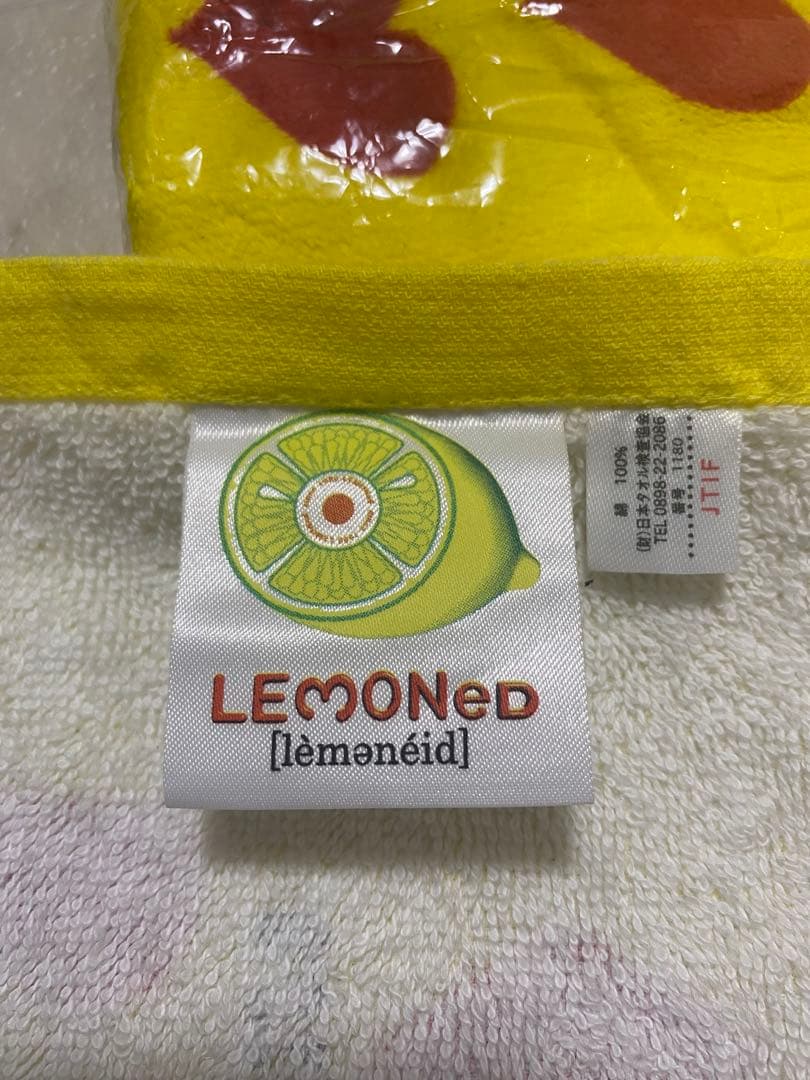 LEMONeD
[lèmənéid]
綿 100%
(財)日本タオル検査協会
TEL 0898-22-2086
番号 1180
JTIF